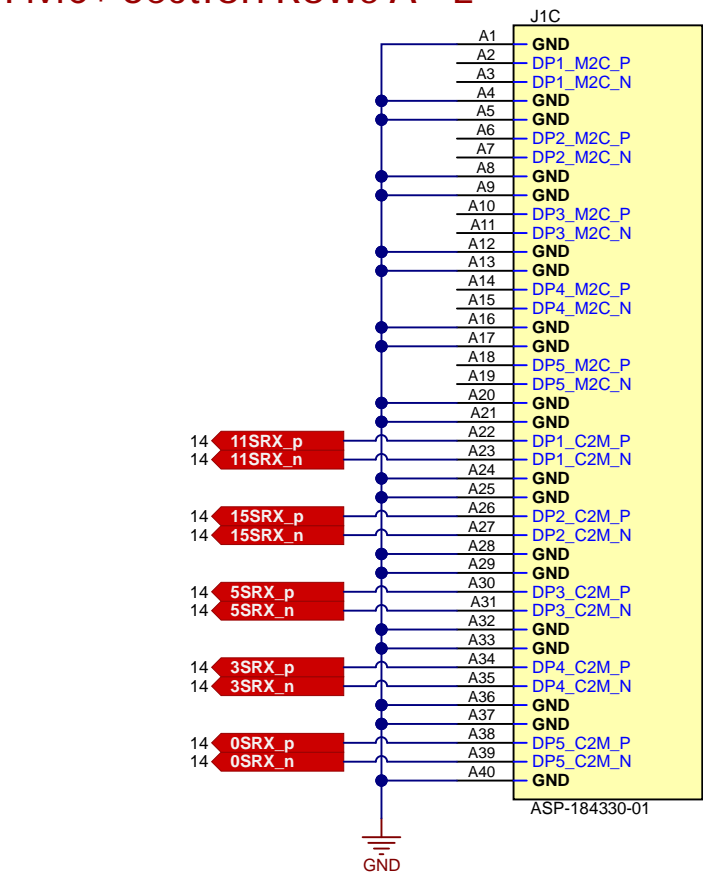 J1C
A1 GND
A2 DP1_M2C_P
A3 DP1_M2C_N
A4 GND
A5 GND
A6 DP2_M2C_P
A7 DP2_M2C_N
A8 GND
A9 GND
A10 DP3_M2C_P
A11 DP3_M2C_N
A12 GND
A13 GND
A14 DP4_M2C_P
A15 DP4_M2C_N
A16 GND
A17 GND
A18 DP5_M2C_P
A19 DP5_M2C_N
A20 GND
A21 GND
14 11SRX_p A22 DP1_C2M_P
14 11SRX_n A23 DP1_C2M_N
A24 GND
A25 GND
14 15SRX_p A26 DP2_C2M_P
14 15SRX_n A27 DP2_C2M_N
A28 GND
A29 GND
14 5SRX_p A30 DP3_C2M_P
14 5SRX_n A31 DP3_C2M_N
A32 GND
A33 GND
14 3SRX_p A34 DP4_C2M_P
14 3SRX_n A35 DP4_C2M_N
A36 GND
A37 GND
14 0SRX_p A38 DP5_C2M_P
14 0SRX_n A39 DP5_C2M_N
A40 GND
ASP-184330-01
GND